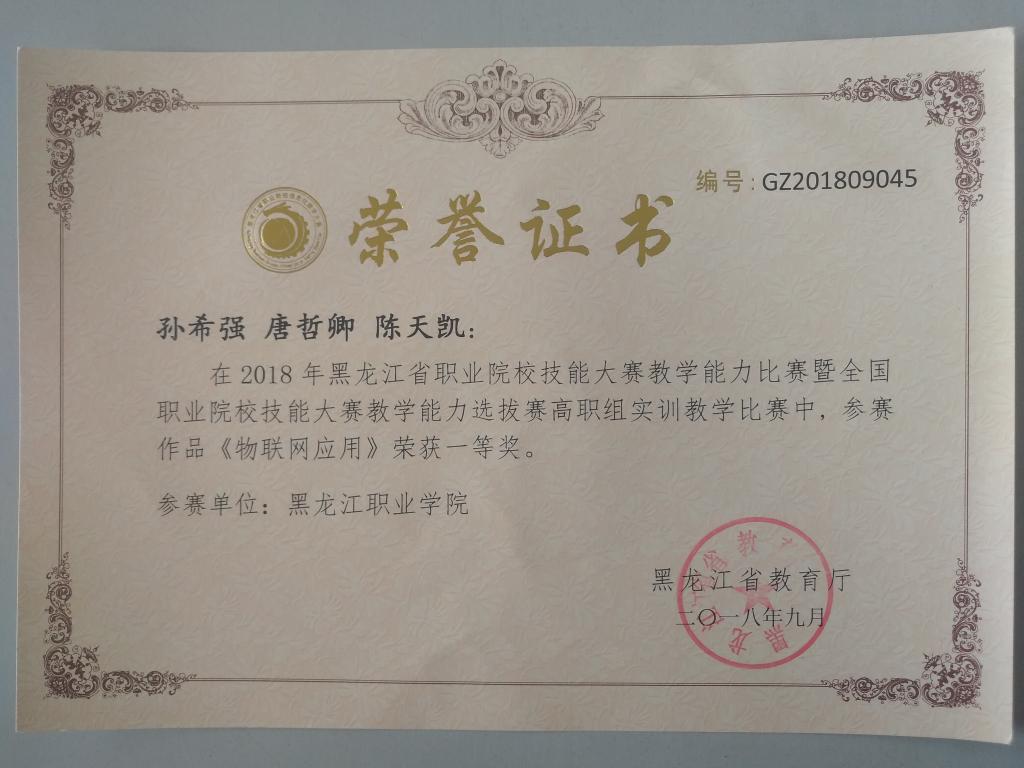 编号:GZ201809045
荣誉证书
孙希强 唐哲卿 陈天凯：
在2018年黑龙江省职业院校技能大赛教学能力比赛暨全国
职业院校技能大赛教学能力选拔赛高职组实训教学比赛中，参赛
作品《物联网应用》荣获一等奖。
参赛单位：黑龙江职业学院
黑龙江省教育厅
二〇一八年九月